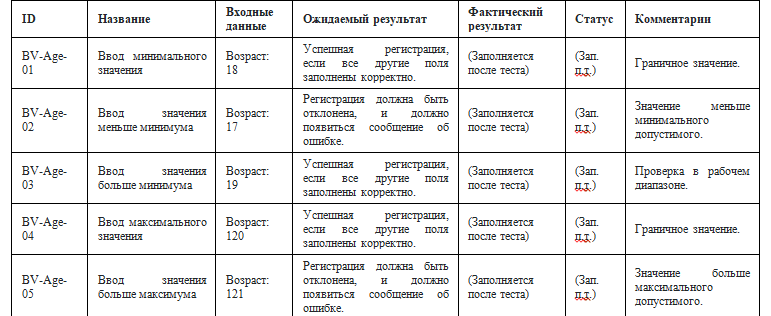 ID Название Входные данные Ожидаемый результат Фактический результат Статус Комментарии
BV-Age-01 Ввод минимального значения Возраст: 18 Успешная регистрация, если все другие поля заполнены корректно. (Заполняется после теста) (Зап. п.т.) Граничное значение.
BV-Age-02 Ввод значения меньше минимума Возраст: 17 Регистрация должна быть отклонена, и должно появиться сообщение об ошибке. (Заполняется после теста) (Зап. п.т.) Значение меньше минимального допустимого.
BV-Age-03 Ввод значения больше минимума Возраст: 19 Успешная регистрация, если все другие поля заполнены корректно. (Заполняется после теста) (Зап. п.т.) Проверка в рабочем диапазоне.
BV-Age-04 Ввод максимального значения Возраст: 120 Успешная регистрация, если все другие поля заполнены корректно. (Заполняется после теста) (Зап. п.т.) Граничное значение.
BV-Age-05 Ввод значения больше максимума Возраст: 121 Регистрация должна быть отклонена, и должно появиться сообщение об ошибке. (Заполняется после теста) (Зап. п.т.) Значение больше максимального допустимого.